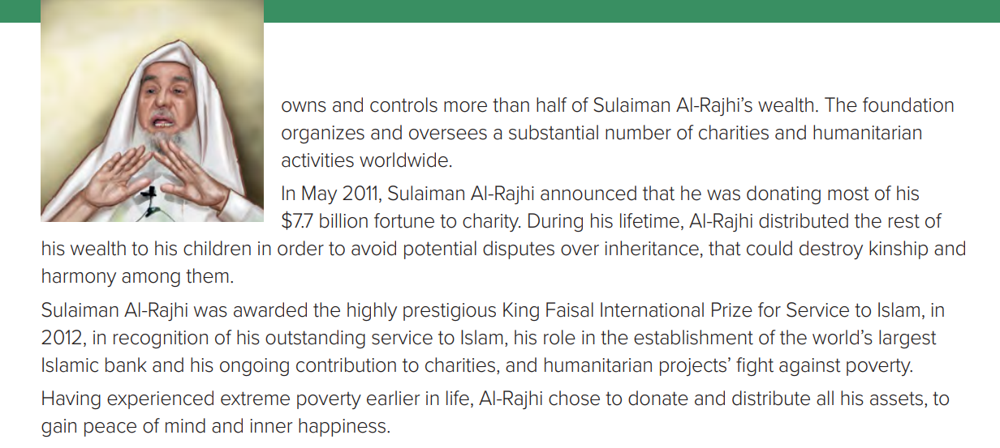 owns and controls more than half of Sulaiman Al-Rajhi’s wealth. The foundation
organizes and oversees a substantial number of charities and humanitarian
activities worldwide.
In May 2011, Sulaiman Al-Rajhi announced that he was donating most of his
$7.7 billion fortune to charity. During his lifetime, Al-Rajhi distributed the rest of
his wealth to his children in order to avoid potential disputes over inheritance, that could destroy kinship and
harmony among them.
Sulaiman Al-Rajhi was awarded the highly prestigious King Faisal International Prize for Service to Islam, in
2012, in recognition of his outstanding service to Islam, his role in the establishment of the world’s largest
Islamic bank and his ongoing contribution to charities, and humanitarian projects’ fight against poverty.
Having experienced extreme poverty earlier in life, Al-Rajhi chose to donate and distribute all his assets, to
gain peace of mind and inner happiness.